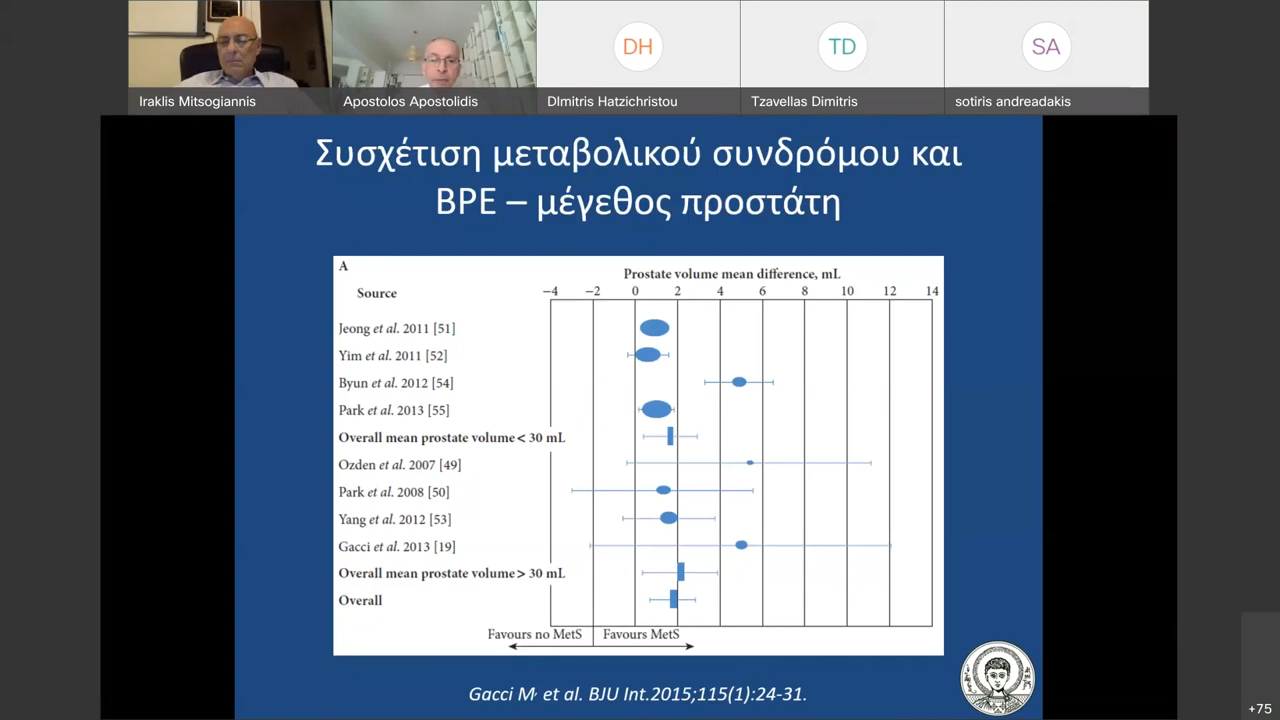 DH
TD
SA
Iraklis Mitsogiannis
Apostolos Apostolidis
DImitris Hatzichristou
Tzavellas Dimitris
sotiris andreadakis
Συσχέτιση μεταβολικού συνδρόμου και
BPE – μέγεθος προστάτη
A
Prostate volume mean difference, mL
Source
−4 −2 0 2 4 6 8 10 12 14
Jeong et al. 2011 [51]
Yim et al. 2011 [52]
Byun et al. 2012 [54]
Park et al. 2013 [55]
Overall mean prostate volume < 30 mL
Ozden et al. 2007 [49]
Park et al. 2008 [50]
Yang et al. 2012 [53]
Gacci et al. 2013 [19]
Overall mean prostate volume > 30 mL
Overall
Favours no MetS Favours MetS
Gacci M, et al. BJU Int.2015;115(1):24-31.
+75